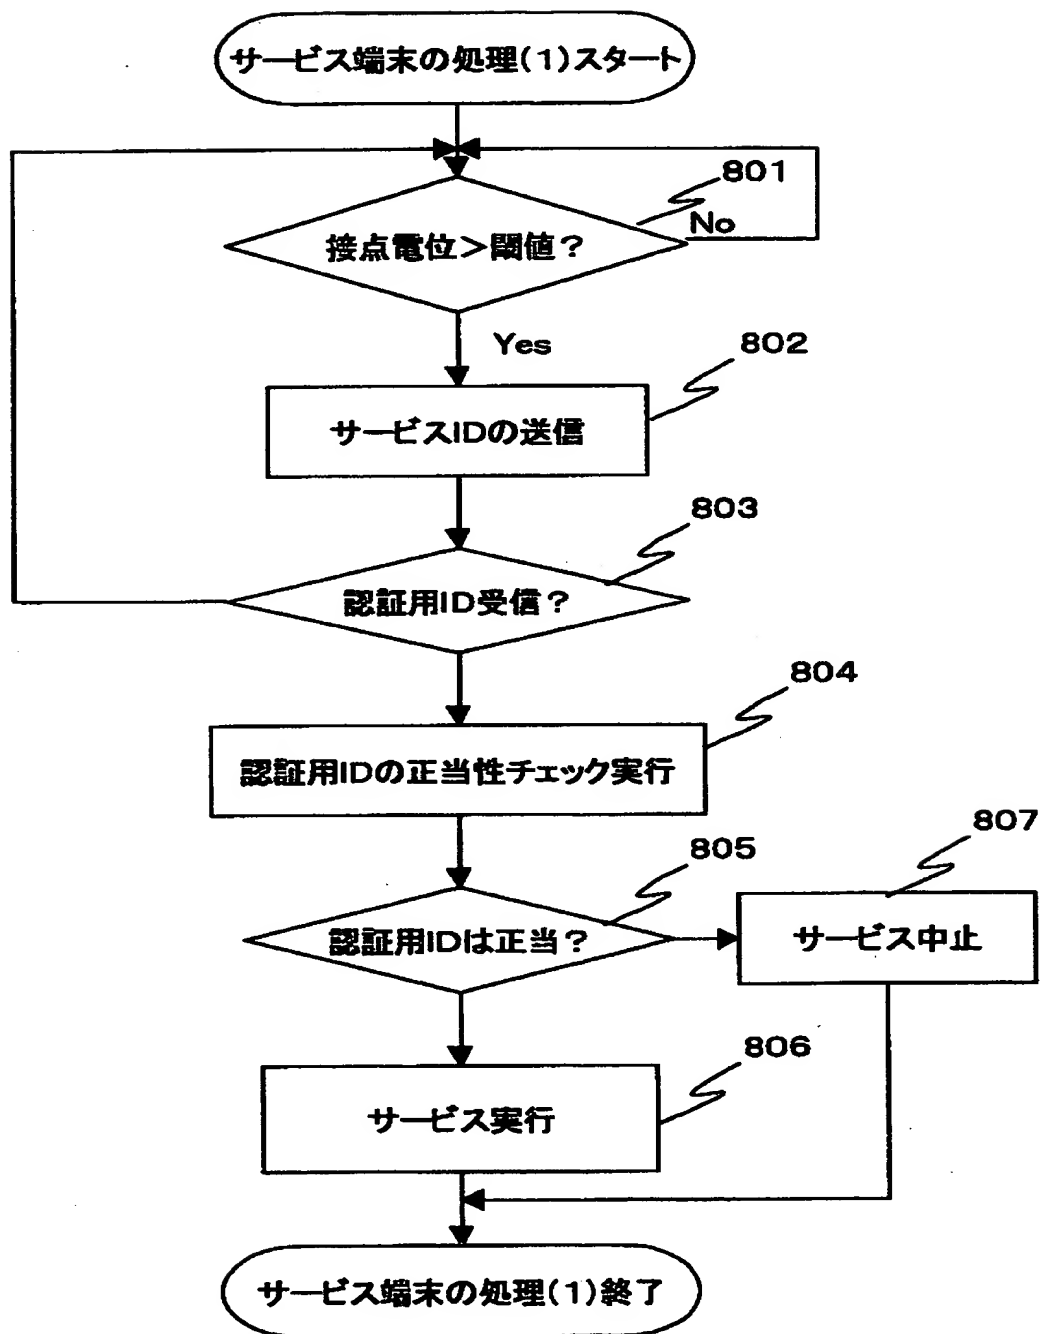 サービス端末の処理(1)スタート
801
接点電位>閾値?
No
Yes
802
サービスIDの送信
803
認証用ID受信?
804
認証用IDの正当性チェック実行
805
認証用IDは正当?
807
サービス中止
806
サービス実行
サービス端末の処理(1)終了